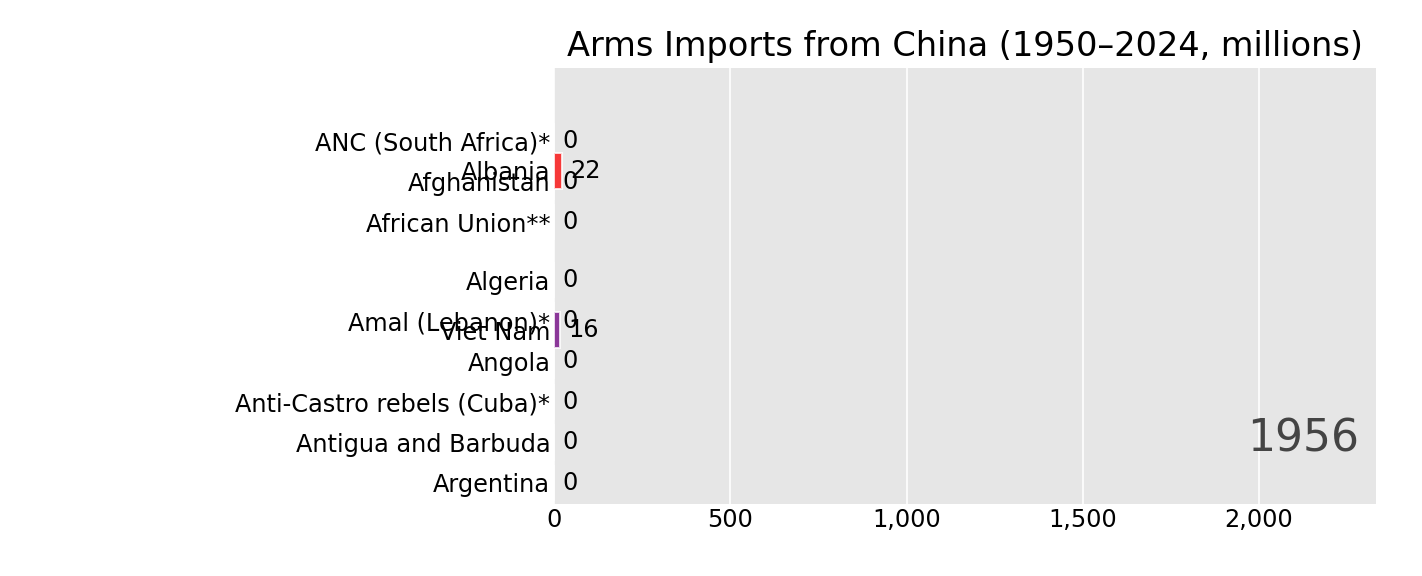 Arms Imports from China (1950–2024, millions)
ANC (South Africa)* 0
Albania 22
Afghanistan 0
African Union** 0
Algeria 0
Amal (Lebanon)* 0
Viet Nam 16
Angola 0
Anti-Castro rebels (Cuba)* 0
Antigua and Barbuda 0
1956
Argentina 0
0 500 1,000 1,500 2,000